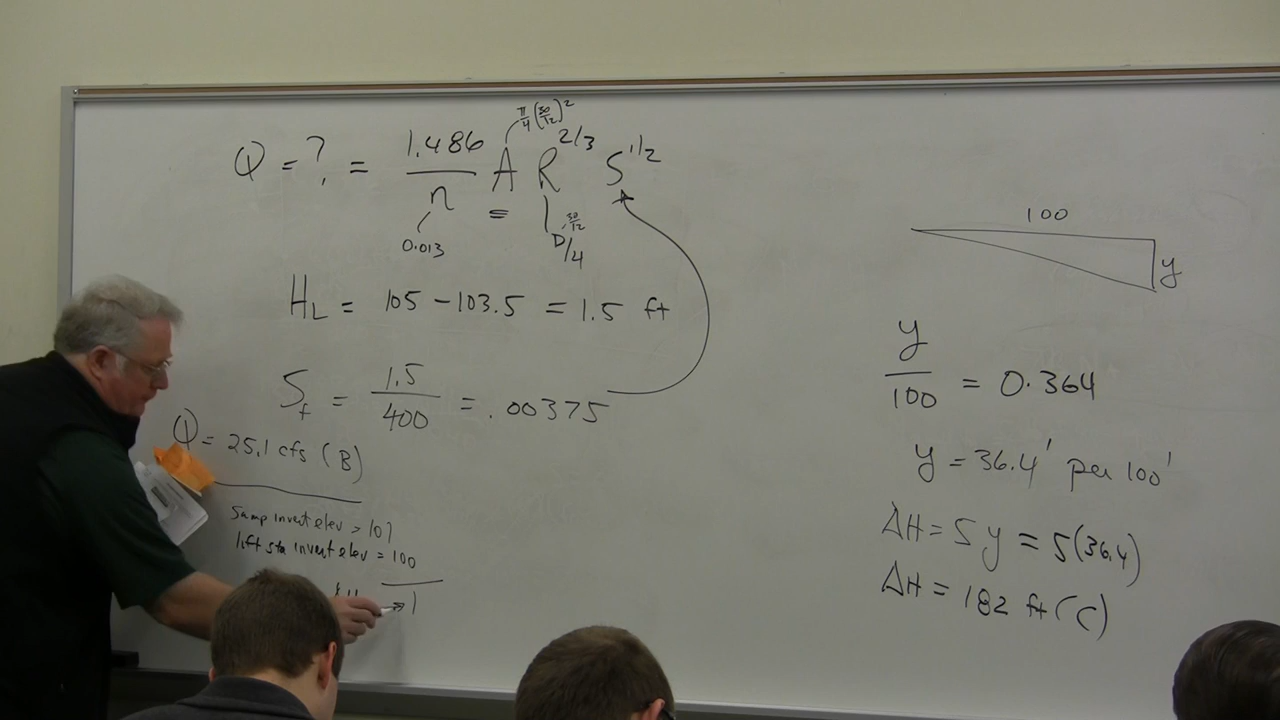 π/4 (30/12)²
Q = ? = 1.486/n A R^2/3 S^1/2
0.013
=
30/12
D/4
H_L = 105 - 103.5 = 1.5 ft
S_f = 1.5/400 = .00375
Q = 25.1 cfs (B)
invert elev = 101
lift sta invert elev = 100
1
100
y
y/100 = 0.364
y = 36.4' per 100'
ΔH = 5 y = 5(36.4)
ΔH = 182 ft (C)